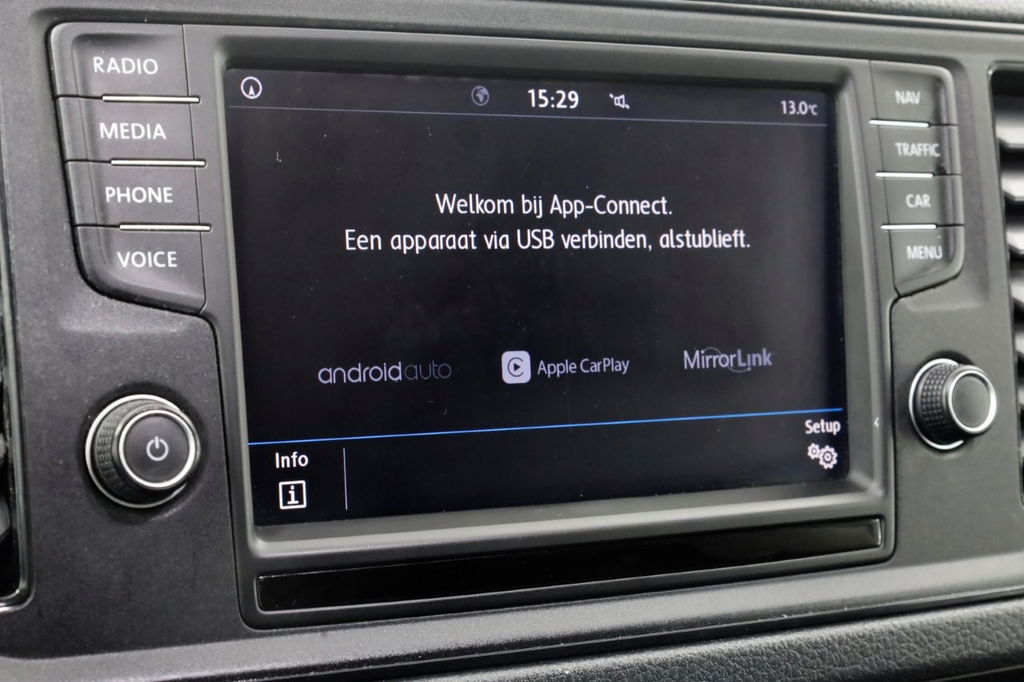 RADIO
MEDIA
PHONE
VOICE
15:29
13.0°C
Welkom bij App-Connect.
Een apparaat via USB verbinden, alstublieft.
androidauto
Apple CarPlay
MirrorLink
Info
i
Setup
NAV
TRAFFIC
CAR
MENU